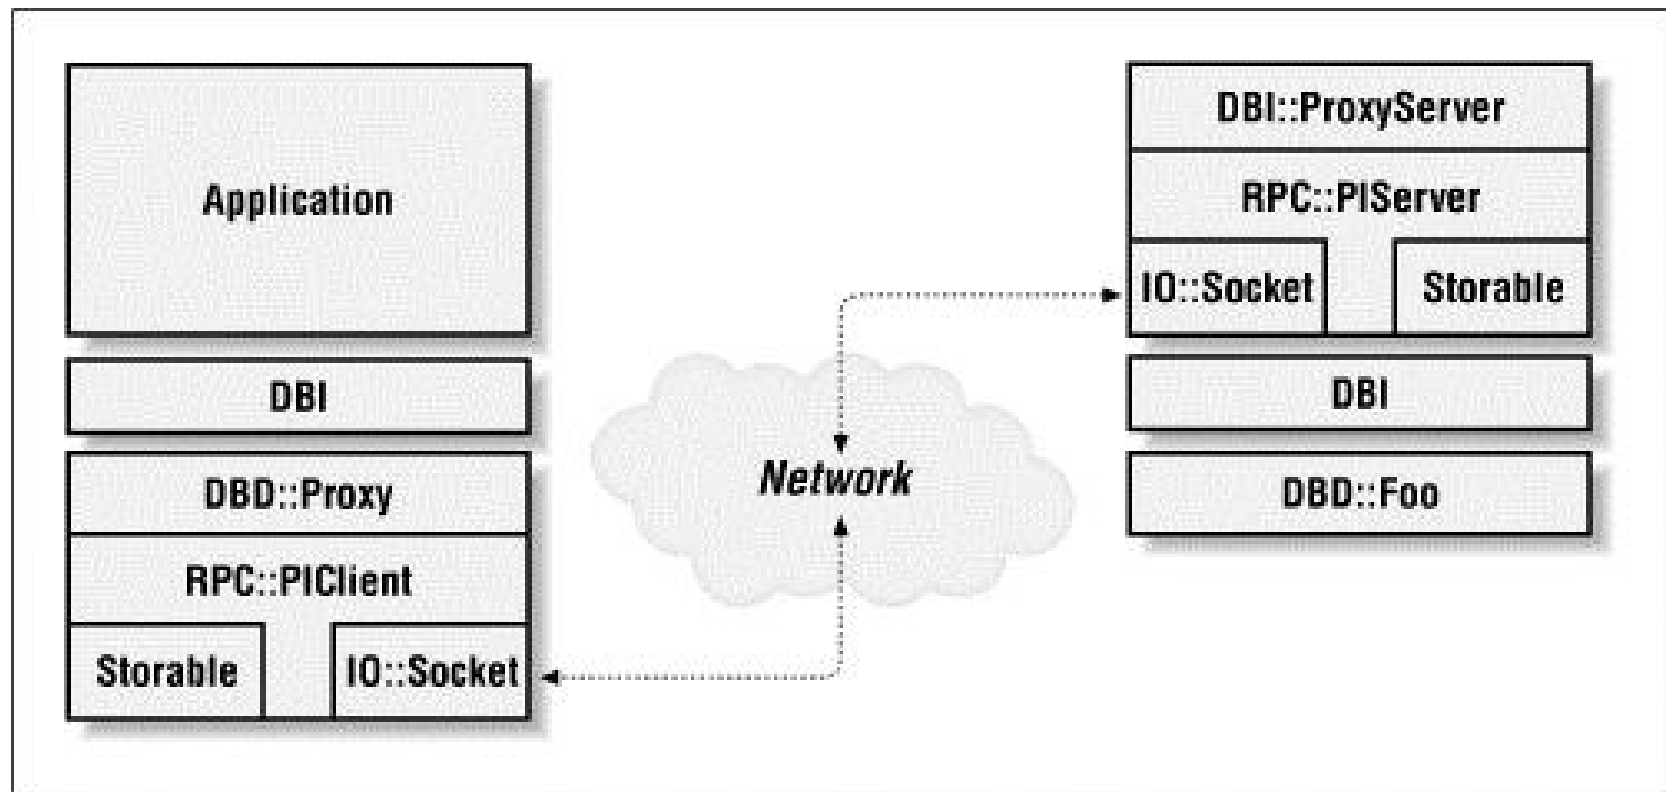 Application
DBI
DBD::Proxy
RPC::PlClient
Storable
IO::Socket
Network
DBI::ProxyServer
RPC::PlServer
IO::Socket
Storable
DBI
DBD::Foo